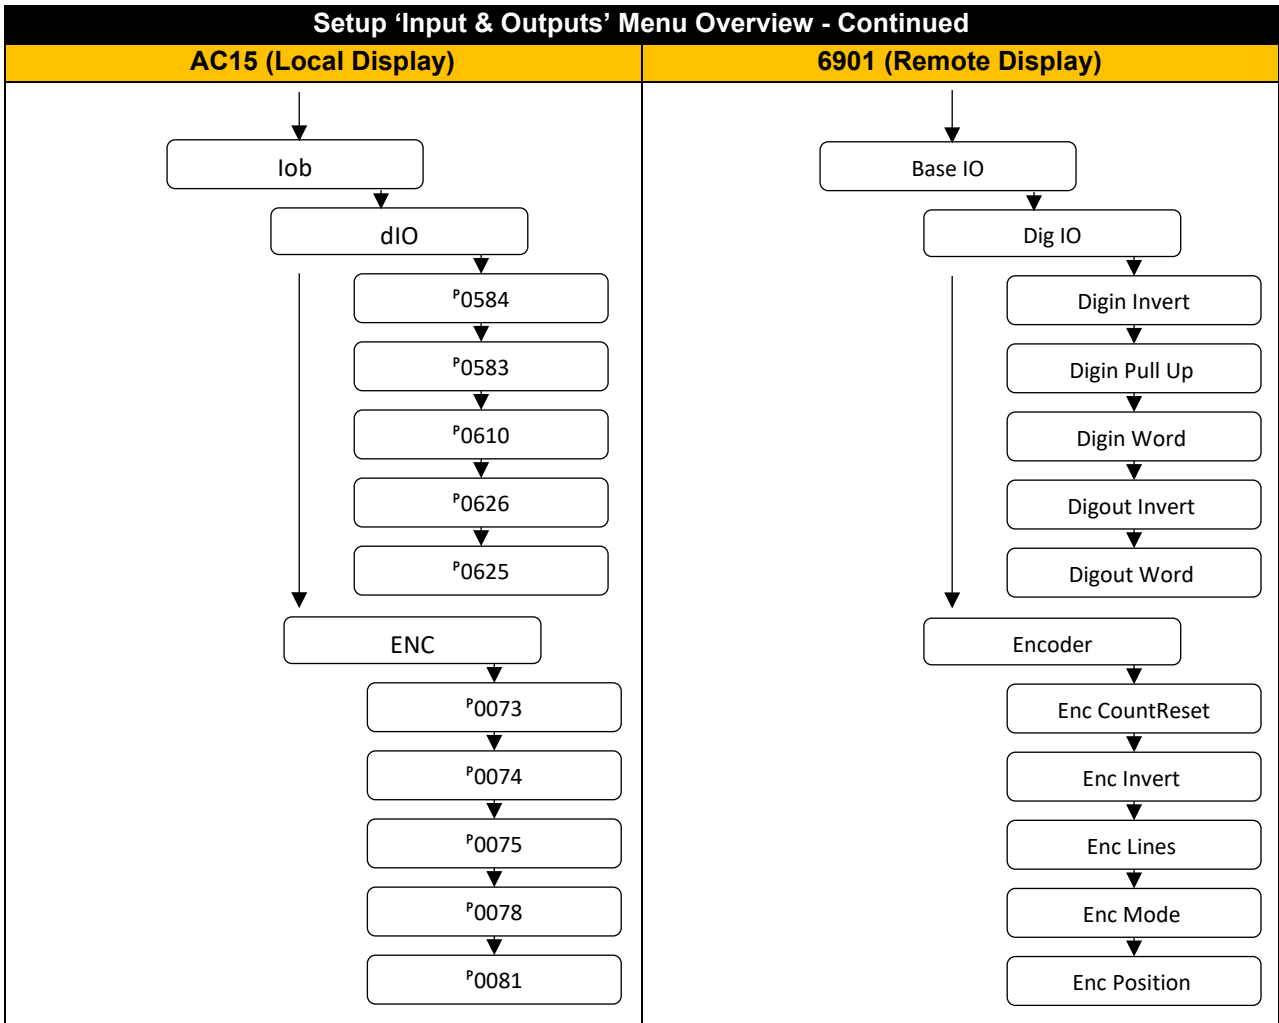 Setup ‘Input & Outputs’ Menu Overview - Continued
AC15 (Local Display)
Iob
dIO
ᴾ0584
ᴾ0583
ᴾ0610
ᴾ0626
ᴾ0625
ENC
ᴾ0073
ᴾ0074
ᴾ0075
ᴾ0078
ᴾ0081
6901 (Remote Display)
Base IO
Dig IO
Digin Invert
Digin Pull Up
Digin Word
Digout Invert
Digout Word
Encoder
Enc CountReset
Enc Invert
Enc Lines
Enc Mode
Enc Position